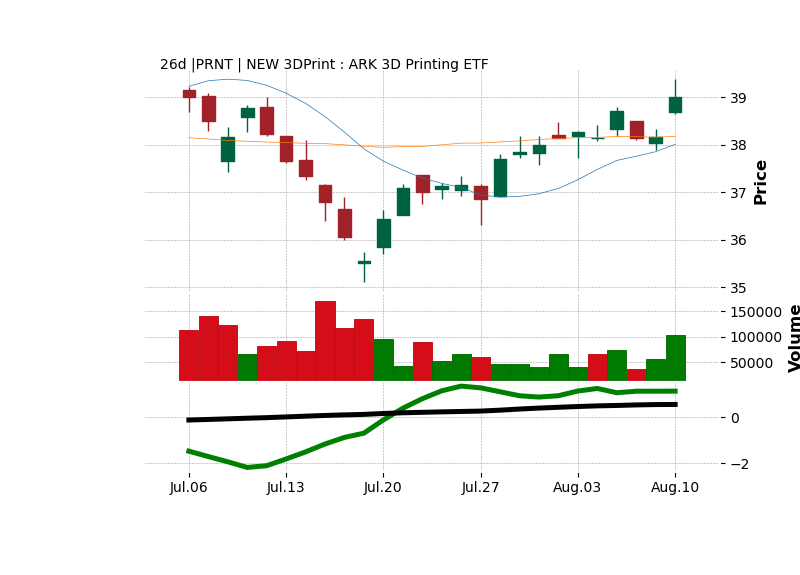 26d |PRNT | NEW 3DPrint : ARK 3D Printing ETF
39
38
37
36
35
Price
150000
100000
50000
Volume
0
−2
Jul.06 Jul.13 Jul.20 Jul.27 Aug.03 Aug.10